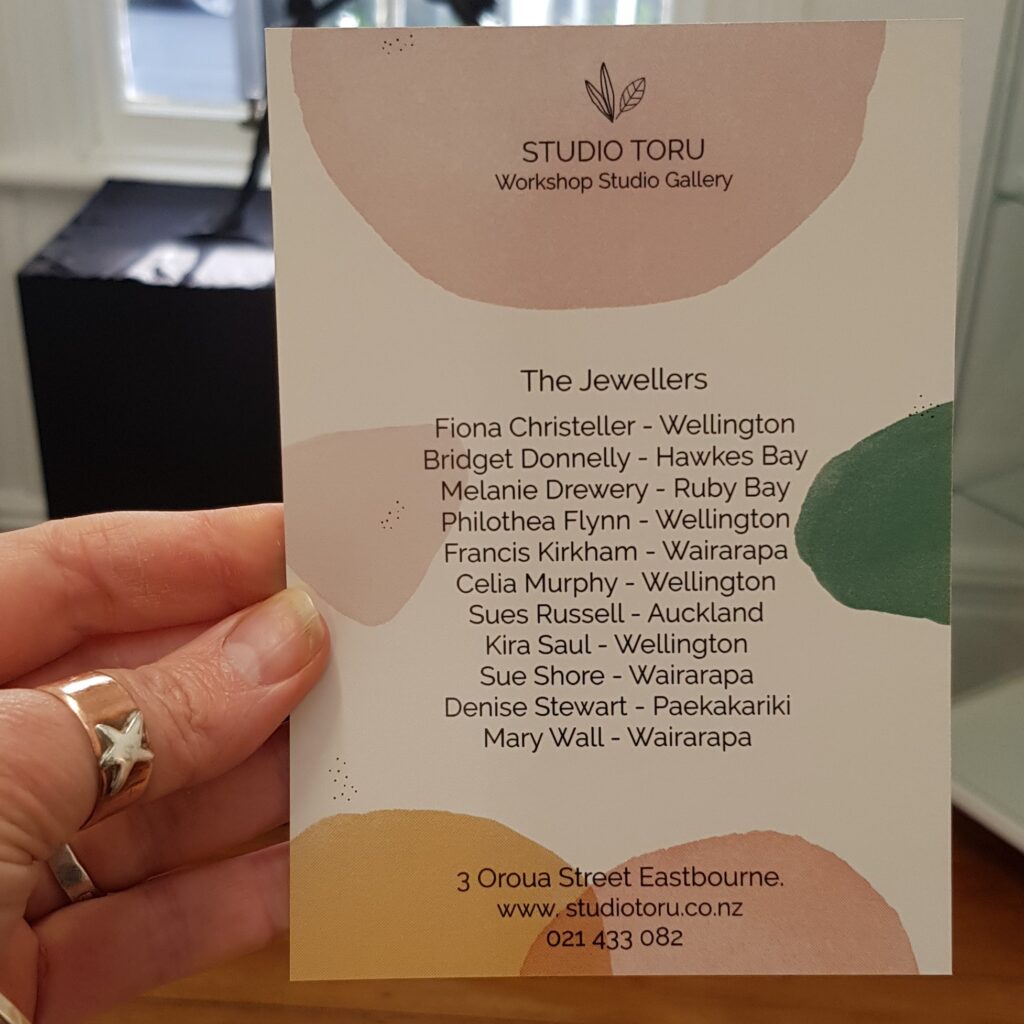 STUDIO TORU
Workshop Studio Gallery
The Jewellers
Fiona Christeller - Wellington
Bridget Donnelly - Hawkes Bay
Melanie Drewery - Ruby Bay
Philothea Flynn - Wellington
Francis Kirkham - Wairarapa
Celia Murphy - Wellington
Sues Russell - Auckland
Kira Saul - Wellington
Sue Shore - Wairarapa
Denise Stewart - Paekakariki
Mary Wall - Wairarapa
3 Oroua Street Eastbourne.
www. studiotoru.co.nz
021 433 082